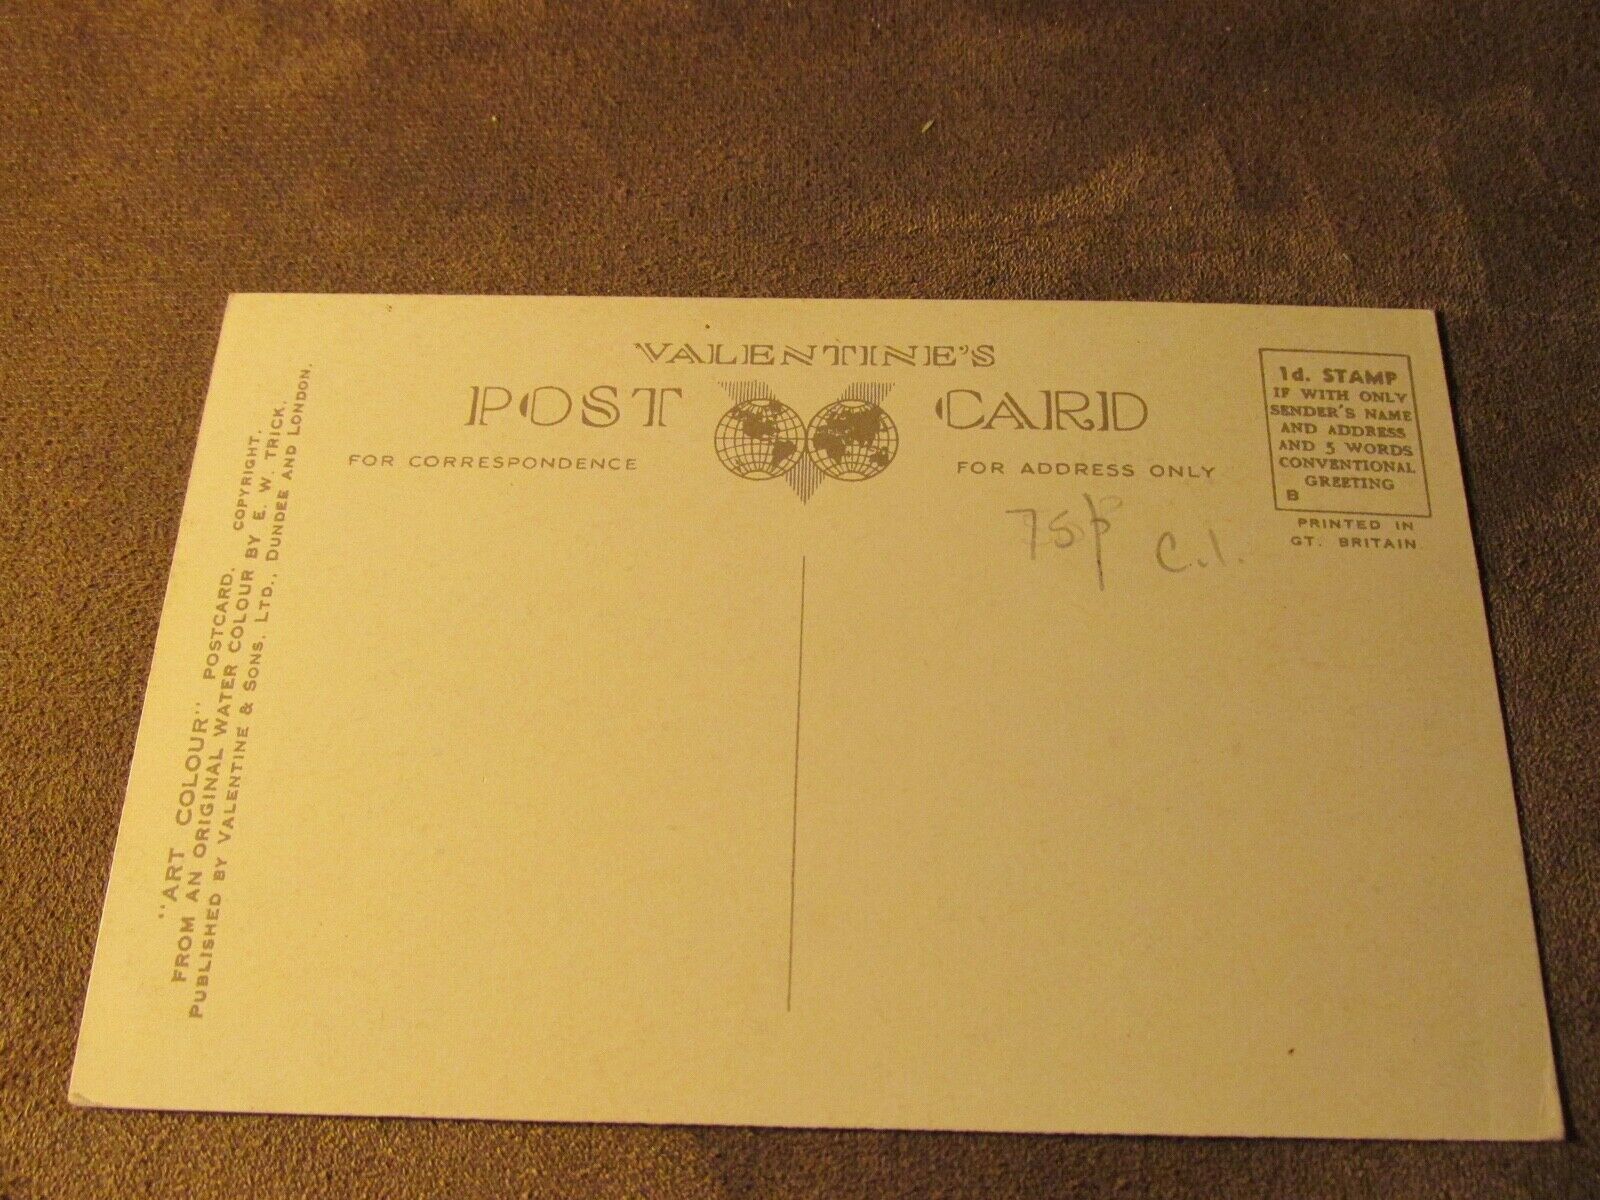 VALENTINE'S
POST CARD
FOR CORRESPONDENCE
FOR ADDRESS ONLY
1d. STAMP
IF WITH ONLY
SENDER'S NAME
AND ADDRESS
AND 5 WORDS
CONVENTIONAL
GREETING
B
PRINTED IN
GT. BRITAIN
75p C.I.
"ART COLOUR" POSTCARD. COPYRIGHT.
FROM AN ORIGINAL WATER COLOUR BY E. W. TRICK.
PUBLISHED BY VALENTINE & SONS. LTD., DUNDEE AND LONDON.